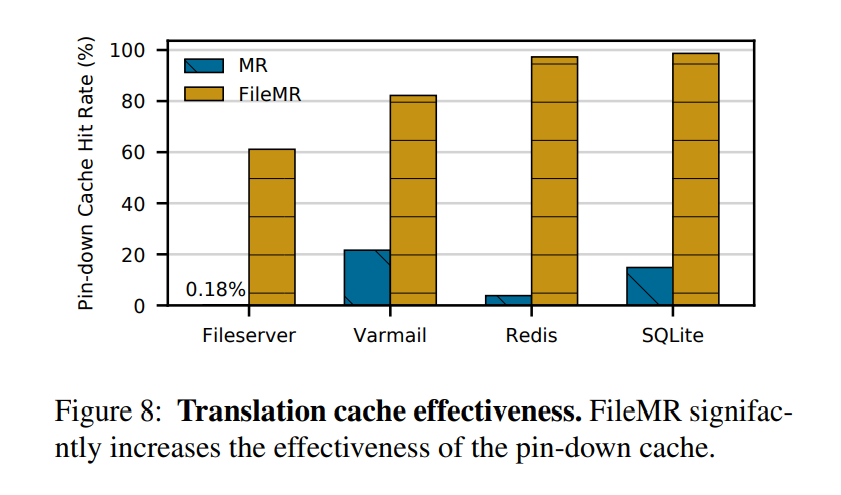 Pin-down Cache Hit Rate (%)
100
80
60
40
20
0
MR
FileMR
0.18%
Fileserver Varmail Redis SQLite
Figure 8: Translation cache effectiveness. FileMR signifac-
ntly increases the effectiveness of the pin-down cache.